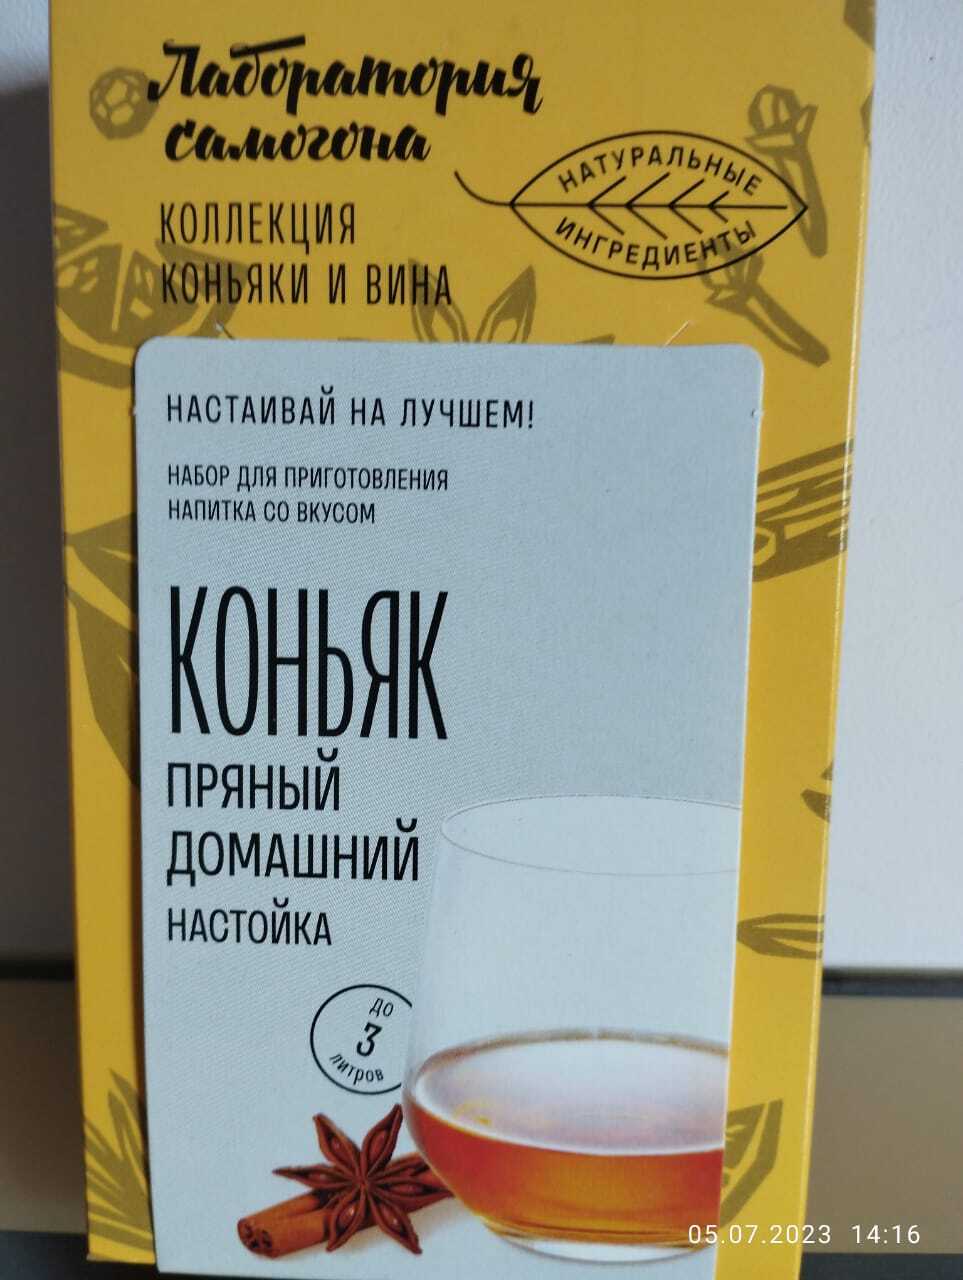 Лаборатория
самогона
КОЛЛЕКЦИЯ
КОНЬЯКИ И ВИНА
НАТУРАЛЬНЫЕ
ИНГРЕДИЕНТЫ
НАСТАИВАЙ НА ЛУЧШЕМ!
НАБОР ДЛЯ ПРИГОТОВЛЕНИЯ
НАПИТКА СО ВКУСОМ
КОНЬЯК
ПРЯНЫЙ
ДОМАШНИЙ
НАСТОЙКА
ДО
3
ЛИТРОВ
05.07.2023 14:16